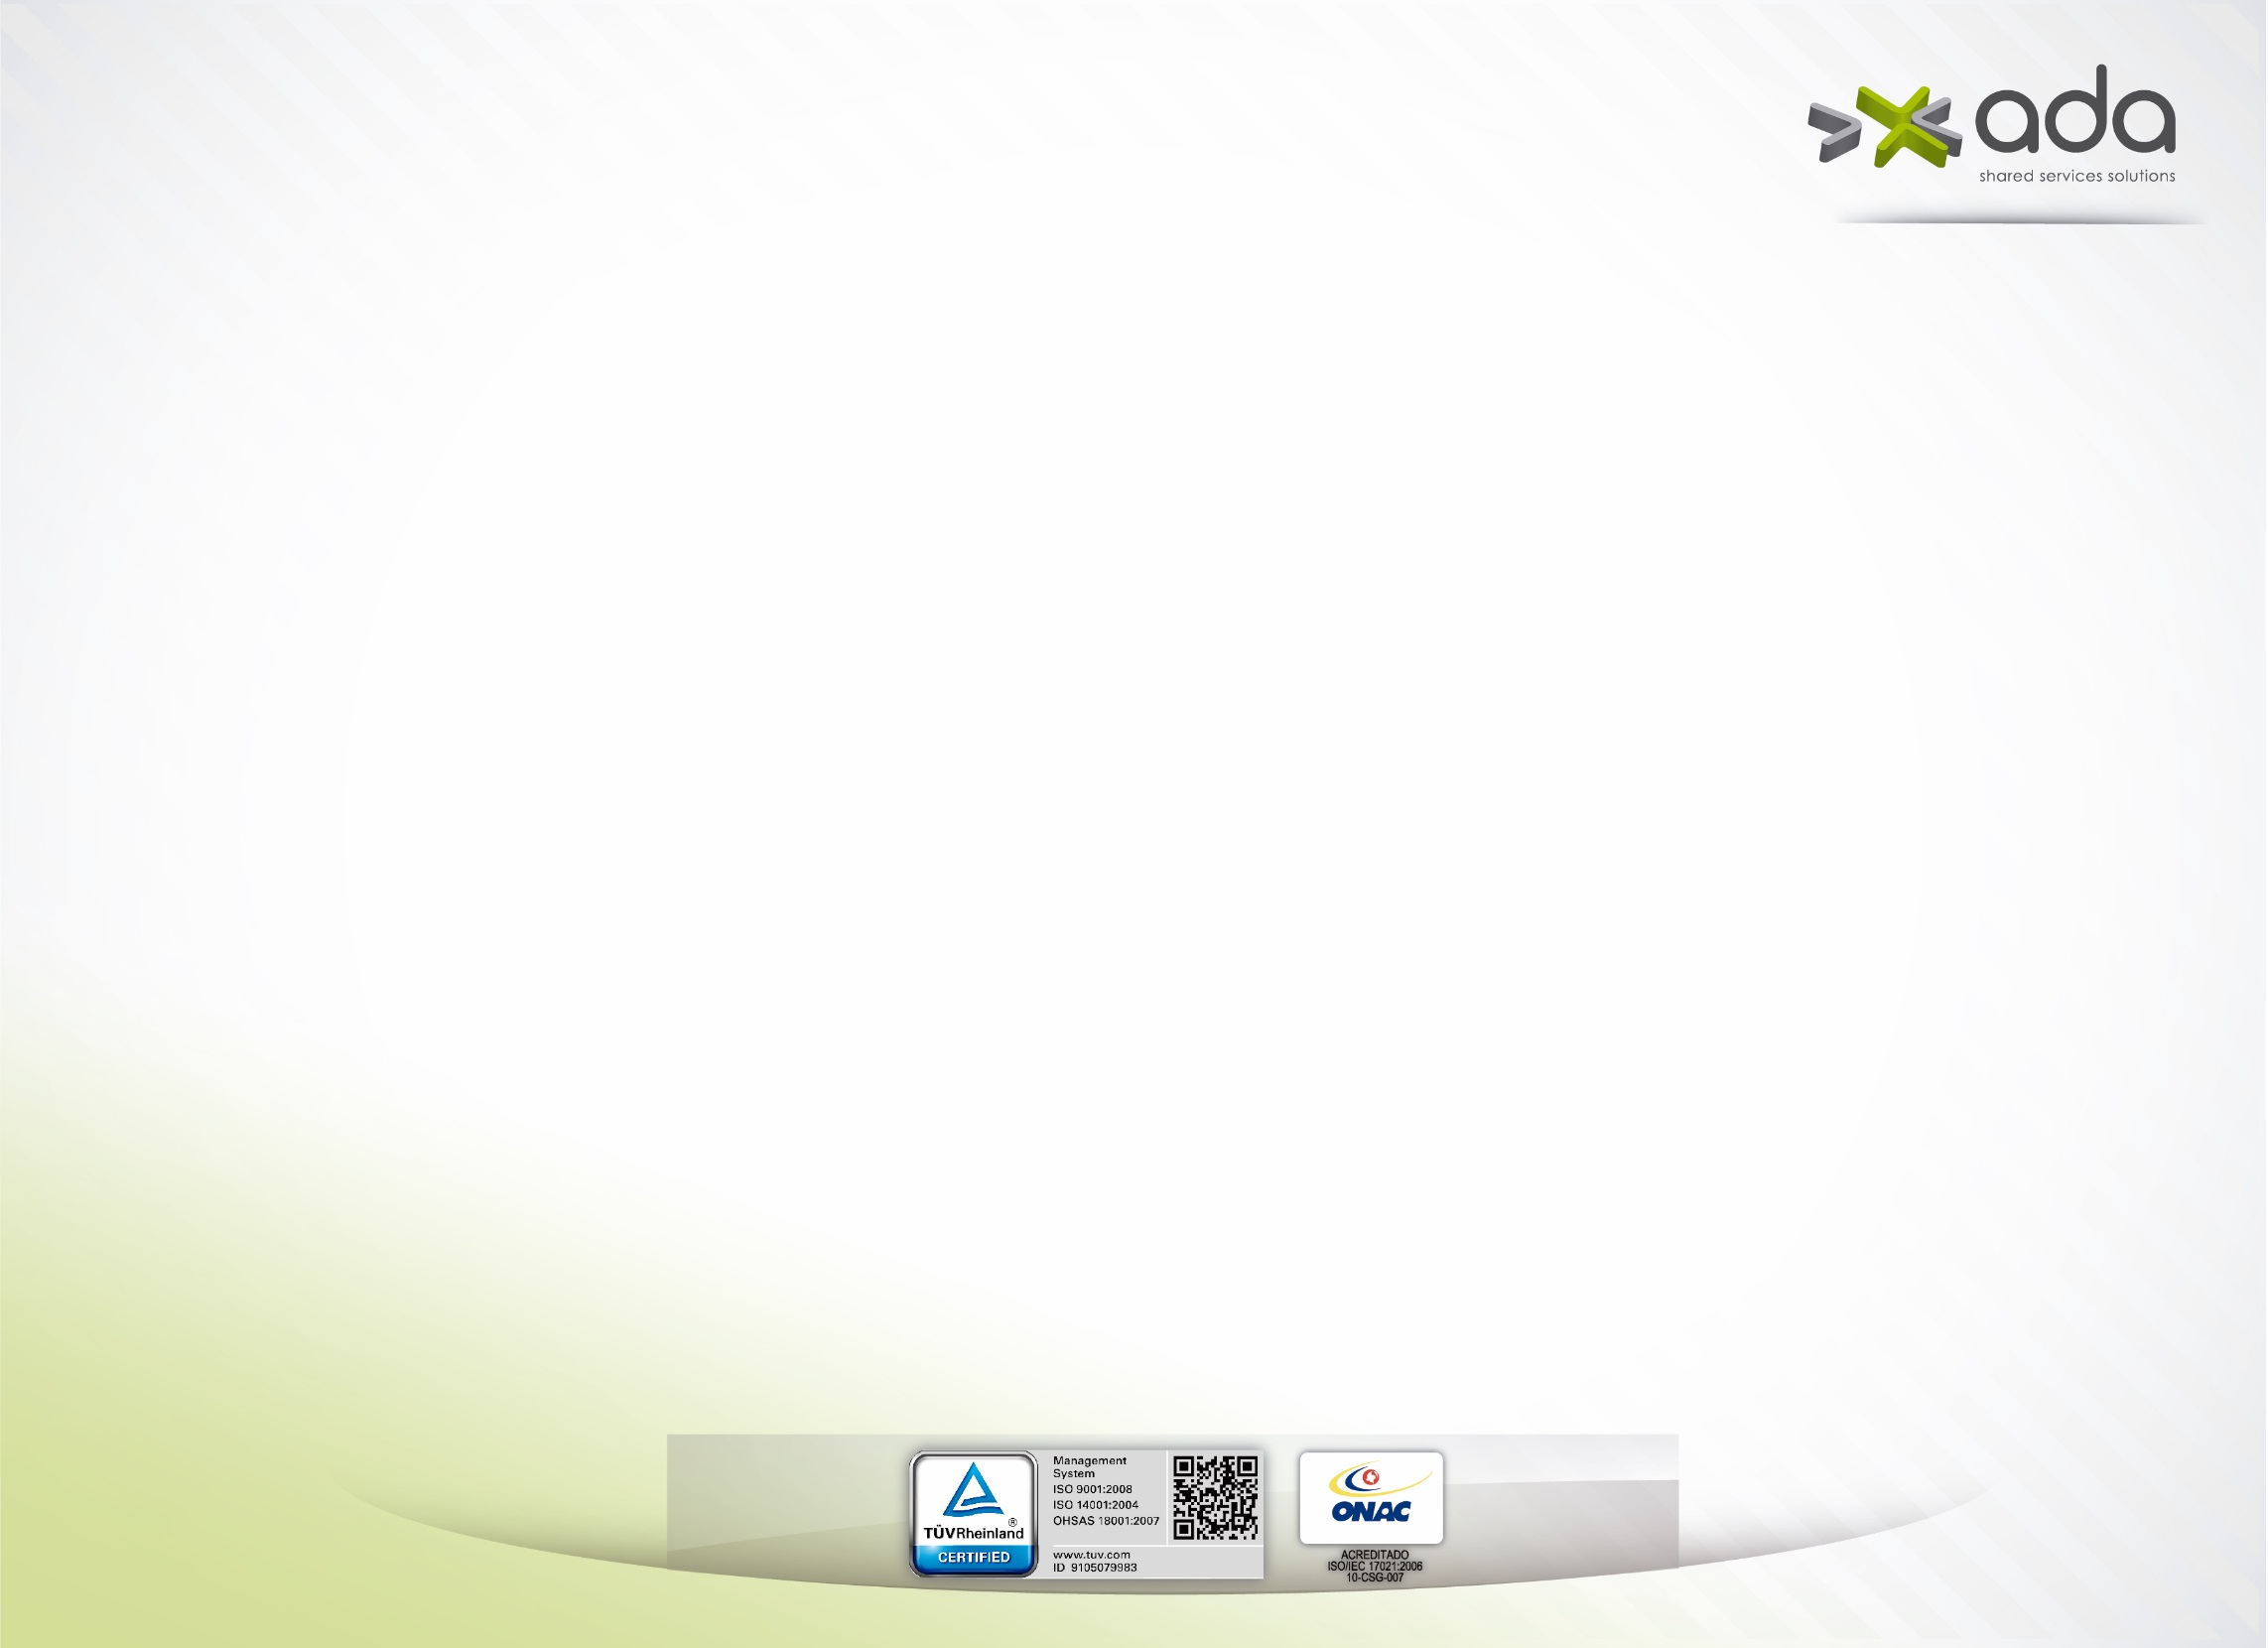 ada
shared services solutions
Management
System
ISO 9001:2008
ISO 14001:2004
OHSAS 18001:2007
www.tuv.com
ID 9105079983
TÜVRheinland
®
CERTIFIED
ONAC
ACREDITADO
ISO/IEC 17021:2006
10-CSG-007